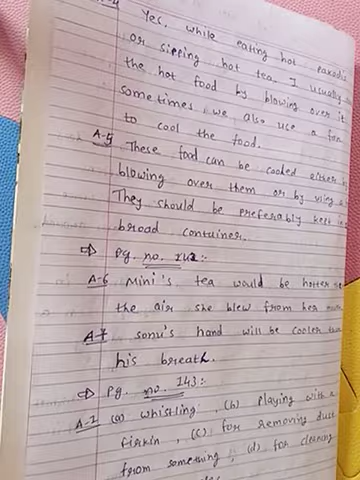 Yes, while eating hot pakodis
or sipping hot tea I usually
the hot food by blowing over it
sometimes we also use a fan
to cool the food.
A-5 These food can be cooled either by
blowing over them or by using a
They should be preferably kept in a
broad container.
⇒ Pg. no. 142:-
A-6 Mini's tea would be hotter
the air she blew from her
A-7 Sonu's hand will be cooler than
his breath.
⇒ Pg. no. 143:-
A-1 (a) whistling, (b) Playing with a
firkin, (c) for removing dust
from something, (d) for cleaning